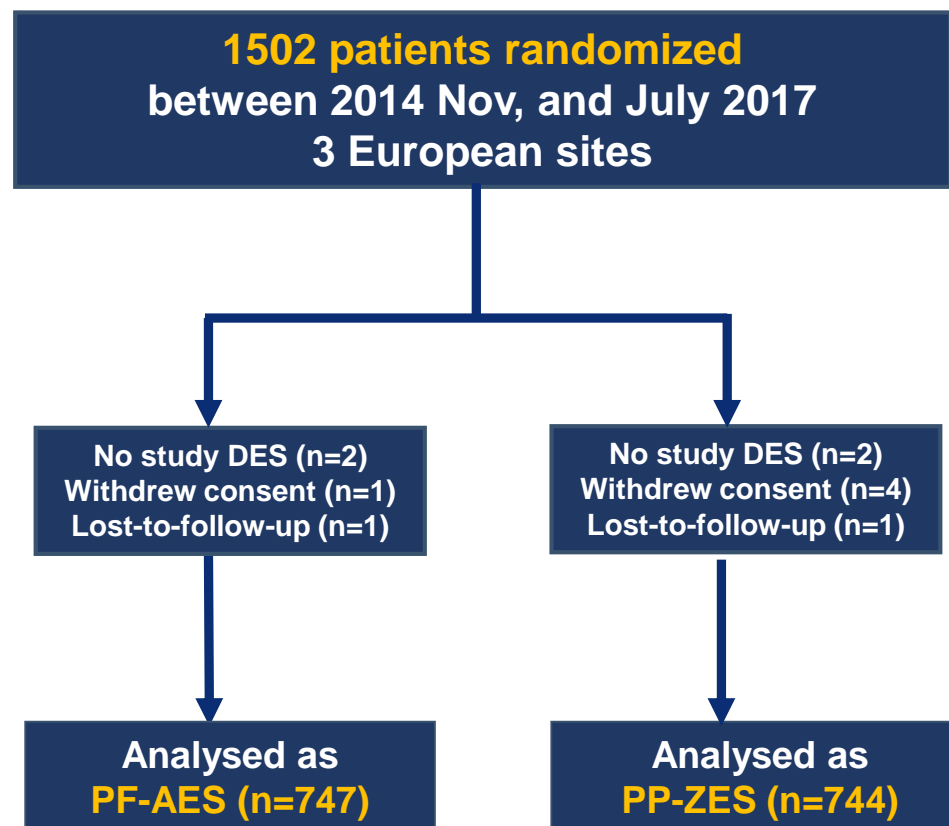 1502 patients randomized
between 2014 Nov, and July 2017
3 European sites
No study DES (n=2)
Withdrew consent (n=1)
Lost-to-follow-up (n=1)
No study DES (n=2)
Withdrew consent (n=4)
Lost-to-follow-up (n=1)
Analysed as
PF-AES (n=747)
Analysed as
PP-ZES (n=744)